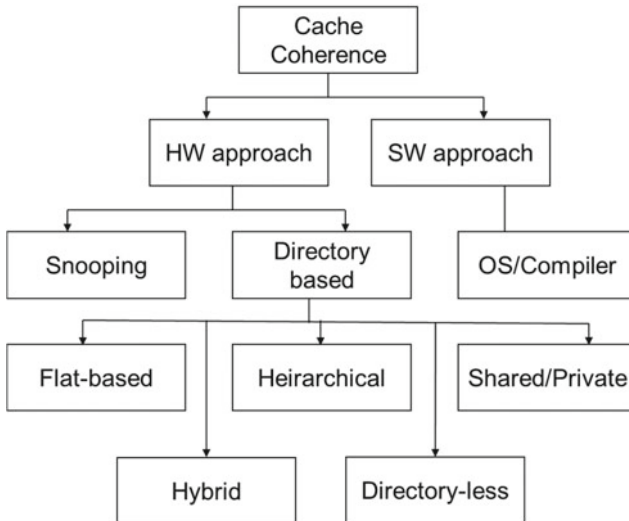 Cache
Coherence
HW approach
SW approach
Snooping
Directory
based
OS/Compiler
Flat-based
Heirarchical
Shared/Private
Hybrid
Directory-less